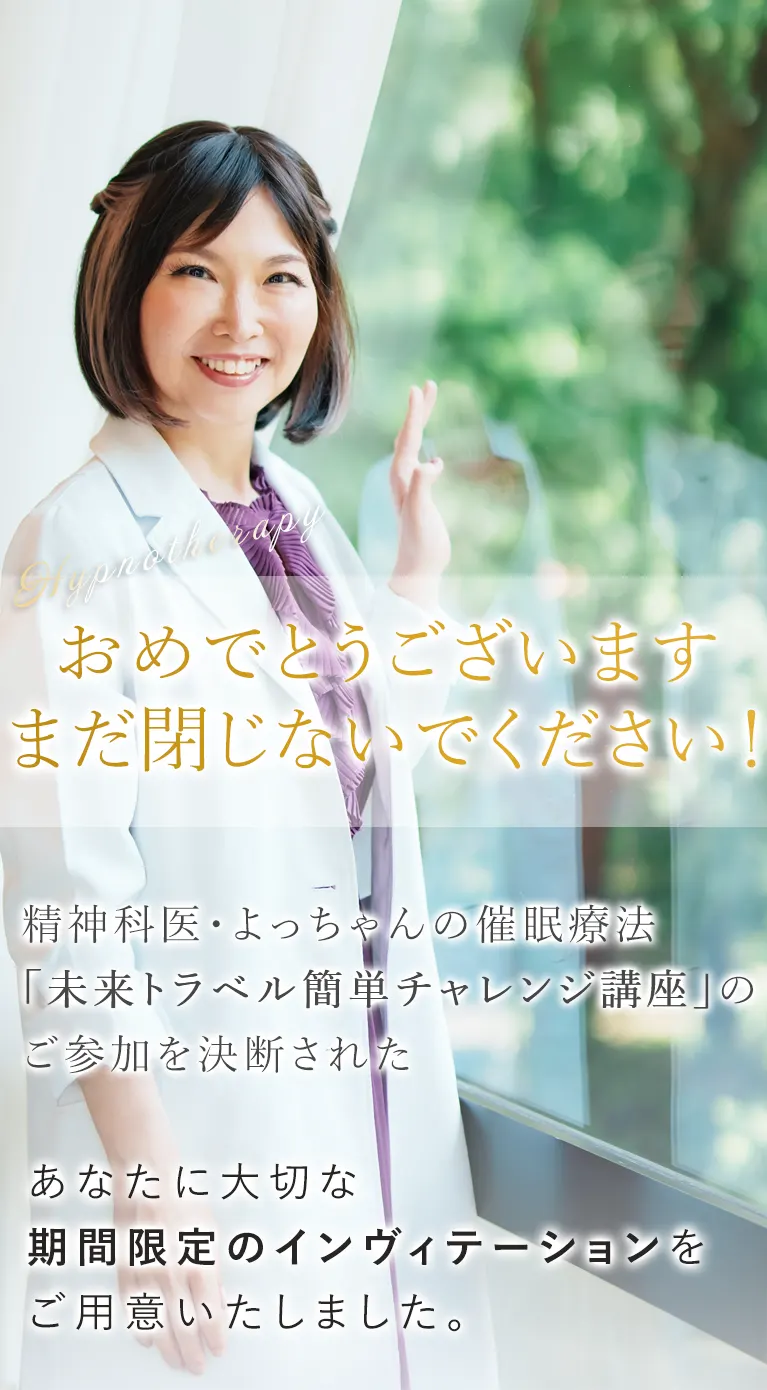 Hypnotherapy
おめでとうございます
まだ閉じないでください!
精神科医・よっちゃんの催眠療法
「未来トラベル簡単チャレンジ講座」の
ご参加を決断された
あなたに大切な
期間限定のインヴィテーションを
ご用意いたしました。